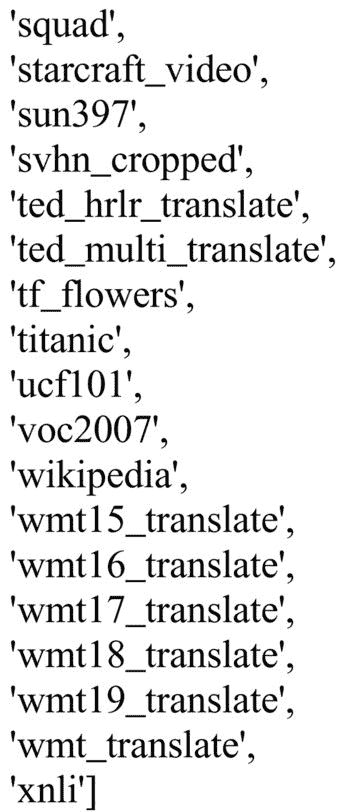 'squad',
'starcraft_video',
'sun397',
'svhn_cropped',
'ted_hrlr_translate',
'ted_multi_translate',
'tf_flowers',
'titanic',
'ucf101',
'voc2007',
'wikipedia',
'wmt15_translate',
'wmt16_translate',
'wmt17_translate',
'wmt18_translate',
'wmt19_translate',
'wmt_translate',
'xnli']